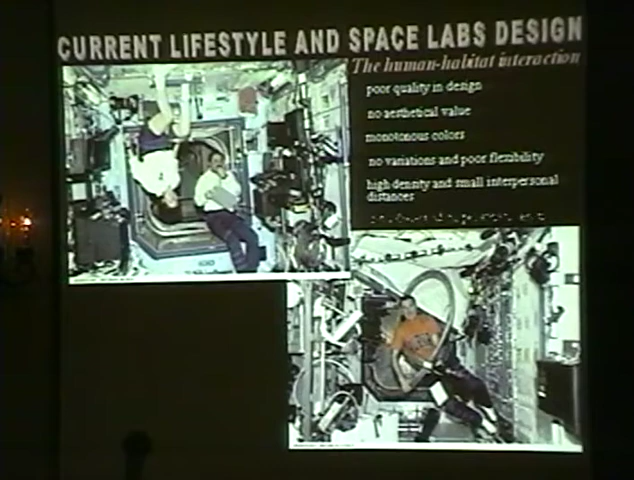 CURRENT LIFESTYLE AND SPACE LABS DESIGN
The human-habitat interaction
poor quality in design
no aesthetical value
monotonous colors
no variations and poor flexibility
high density and small interpersonal
distances